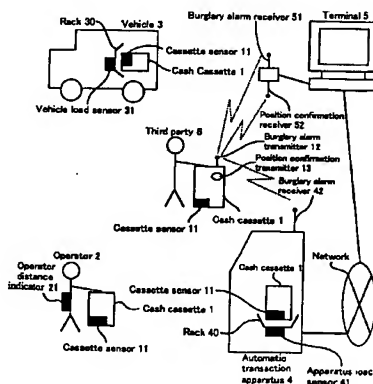 Rack 30
Vehicle 3
Cassette sensor 11
Cash Cassette 1
Vehicle load sensor 31
Burglary alarm
receiver 51
Terminal 5
Position confirmation
receiver 52
Burglary alarm
transmitter 12
Position confirmation
transmitter 13
Burglary alarm
receiver 42
Third party 6
Cassette sensor 11
Cash cassette 1
Operator 2
Operator
distance
indicator 21
Cash cassette 1
Cassette sensor 11
Cash cassette 1
Cassette sensor 11
Rack 40
Automatic
transaction
apparatus 4
Apparatus load
sensor 41
Network